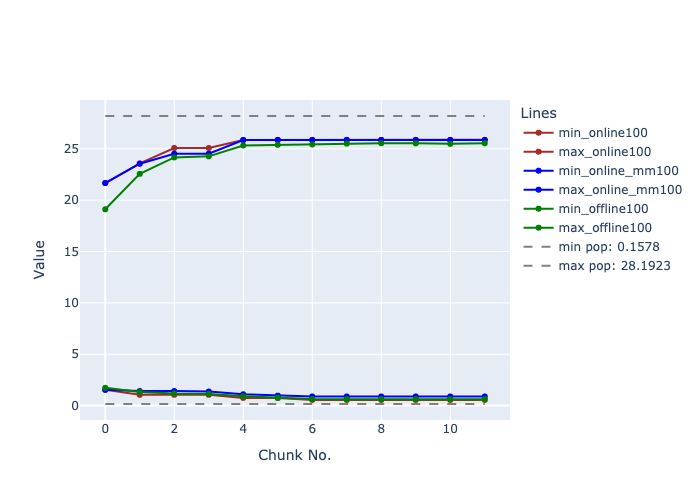 Lines
min_online100
max_online100
min_online_mm100
max_online_mm100
min_offline100
max_offline100
min pop: 0.1578
max pop: 28.1923
25
20
15
10
5
0
Value
0 2 4 6 8 10
Chunk No.